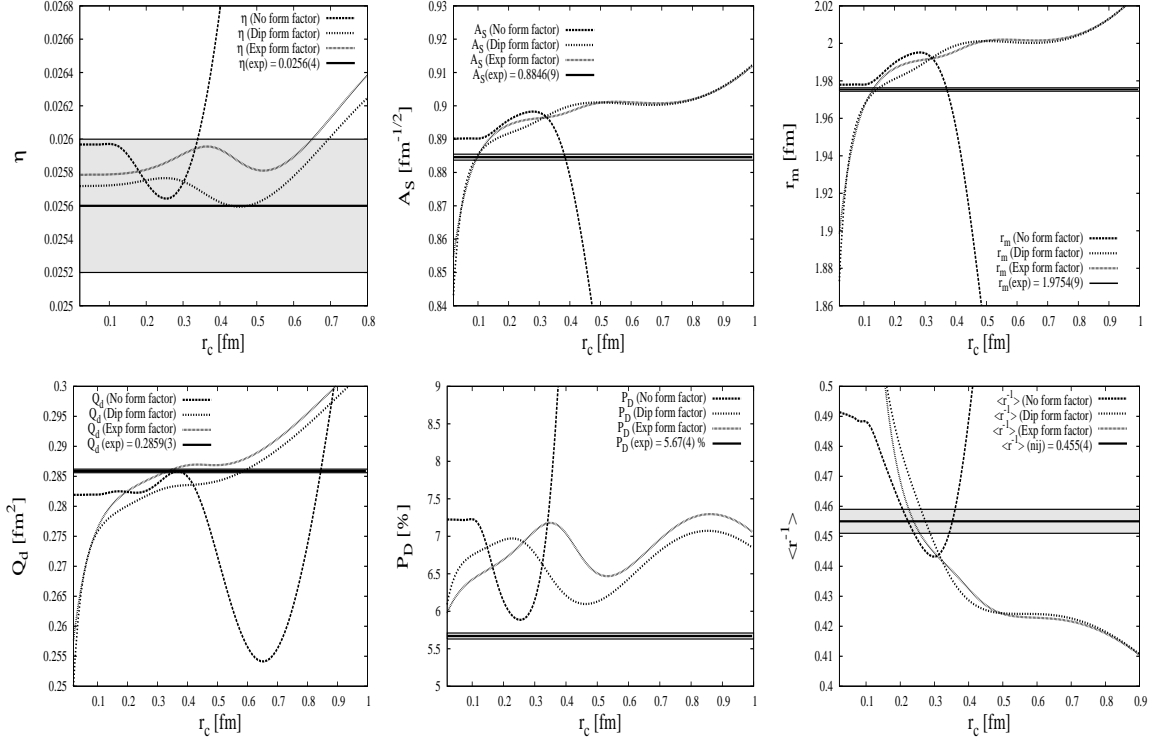 0.0268
0.0266
0.0264
0.0262
0.026
0.0258
0.0256
0.0254
0.0252
0.025
η
η (No form factor)
η (Dip form factor)
η (Exp form factor)
η(exp) = 0.0256(4)
0.1 0.2 0.3 0.4 0.5 0.6 0.7 0.8
r_c [fm]
0.93
0.92
0.91
0.9
0.89
0.88
0.87
0.86
0.85
0.84
A_S [fm^-1/2]
A_S (No form factor)
A_S (Dip form factor)
A_S (Exp form factor)
A_S(exp) = 0.8846(9)
0.1 0.2 0.3 0.4 0.5 0.6 0.7 0.8 0.9 1
r_c [fm]
2.02
2
1.98
1.96
1.94
1.92
1.9
1.88
1.86
r_m [fm]
r_m (No form factor)
r_m (Dip form factor)
r_m (Exp form factor)
r_m(exp) = 1.9754(9)
0.1 0.2 0.3 0.4 0.5 0.6 0.7 0.8 0.9 1
r_c [fm]
0.3
0.295
0.29
0.285
0.28
0.275
0.27
0.265
0.26
0.255
0.25
Q_d [fm^2]
Q_d (No form factor)
Q_d (Dip form factor)
Q_d (Exp form factor)
Q_d (exp) = 0.2859(3)
0.1 0.2 0.3 0.4 0.5 0.6 0.7 0.8 0.9 1
r_c [fm]
9
8.5
8
7.5
7
6.5
6
5.5
5
P_D [%]
P_D (No form factor)
P_D (Dip form factor)
P_D (Exp form factor)
P_D (exp) = 5.67(4) %
0.1 0.2 0.3 0.4 0.5 0.6 0.7 0.8 0.9 1
r_c [fm]
0.5
0.49
0.48
0.47
0.46
0.45
0.44
0.43
0.42
0.41
0.4
<r^-1>
<r^-1> (No form factor)
<r^-1> (Dip form factor)
<r^-1> (Exp form factor)
<r^-1> (nij) = 0.455(4)
0.1 0.2 0.3 0.4 0.5 0.6 0.7 0.8 0.9
r_c [fm]